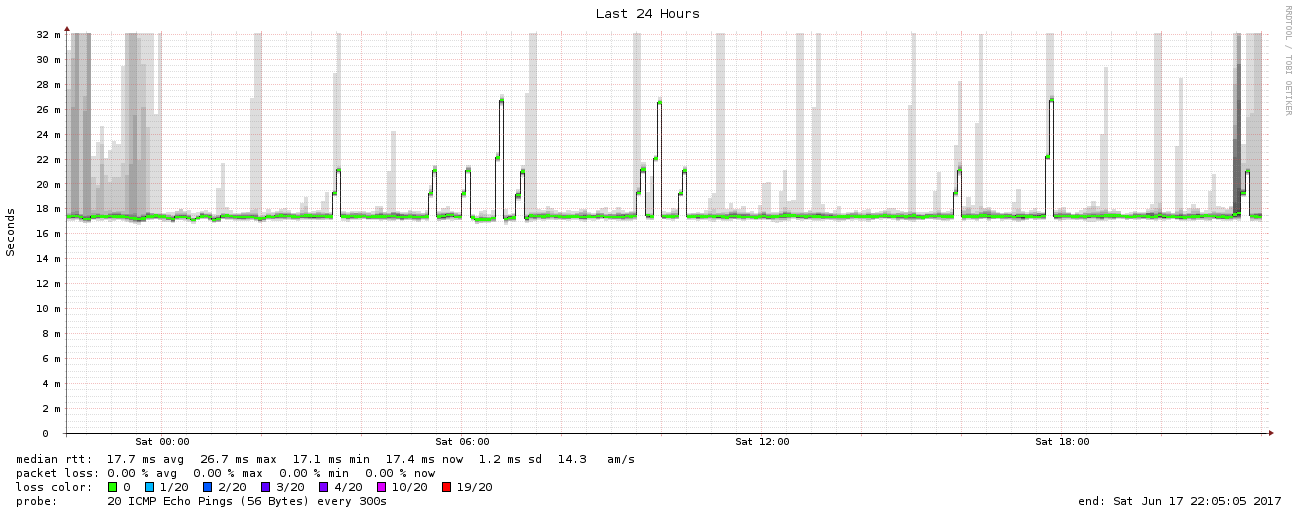 Last 24 Hours
RRDTOOL / TOBI OETIKER
Seconds
32 m
30 m
28 m
26 m
24 m
22 m
20 m
18 m
16 m
14 m
12 m
10 m
8 m
6 m
4 m
2 m
0
Sat 00:00 Sat 06:00 Sat 12:00 Sat 18:00
median rtt: 17.7 ms avg 26.7 ms max 17.1 ms min 17.4 ms now 1.2 ms sd 14.3 am/s
packet loss: 0.00 % avg 0.00 % max 0.00 % min 0.00 % now
loss color: 0 1/20 2/20 3/20 4/20 10/20 19/20
probe: 20 ICMP Echo Pings (56 Bytes) every 300s end: Sat Jun 17 22:05:05 2017